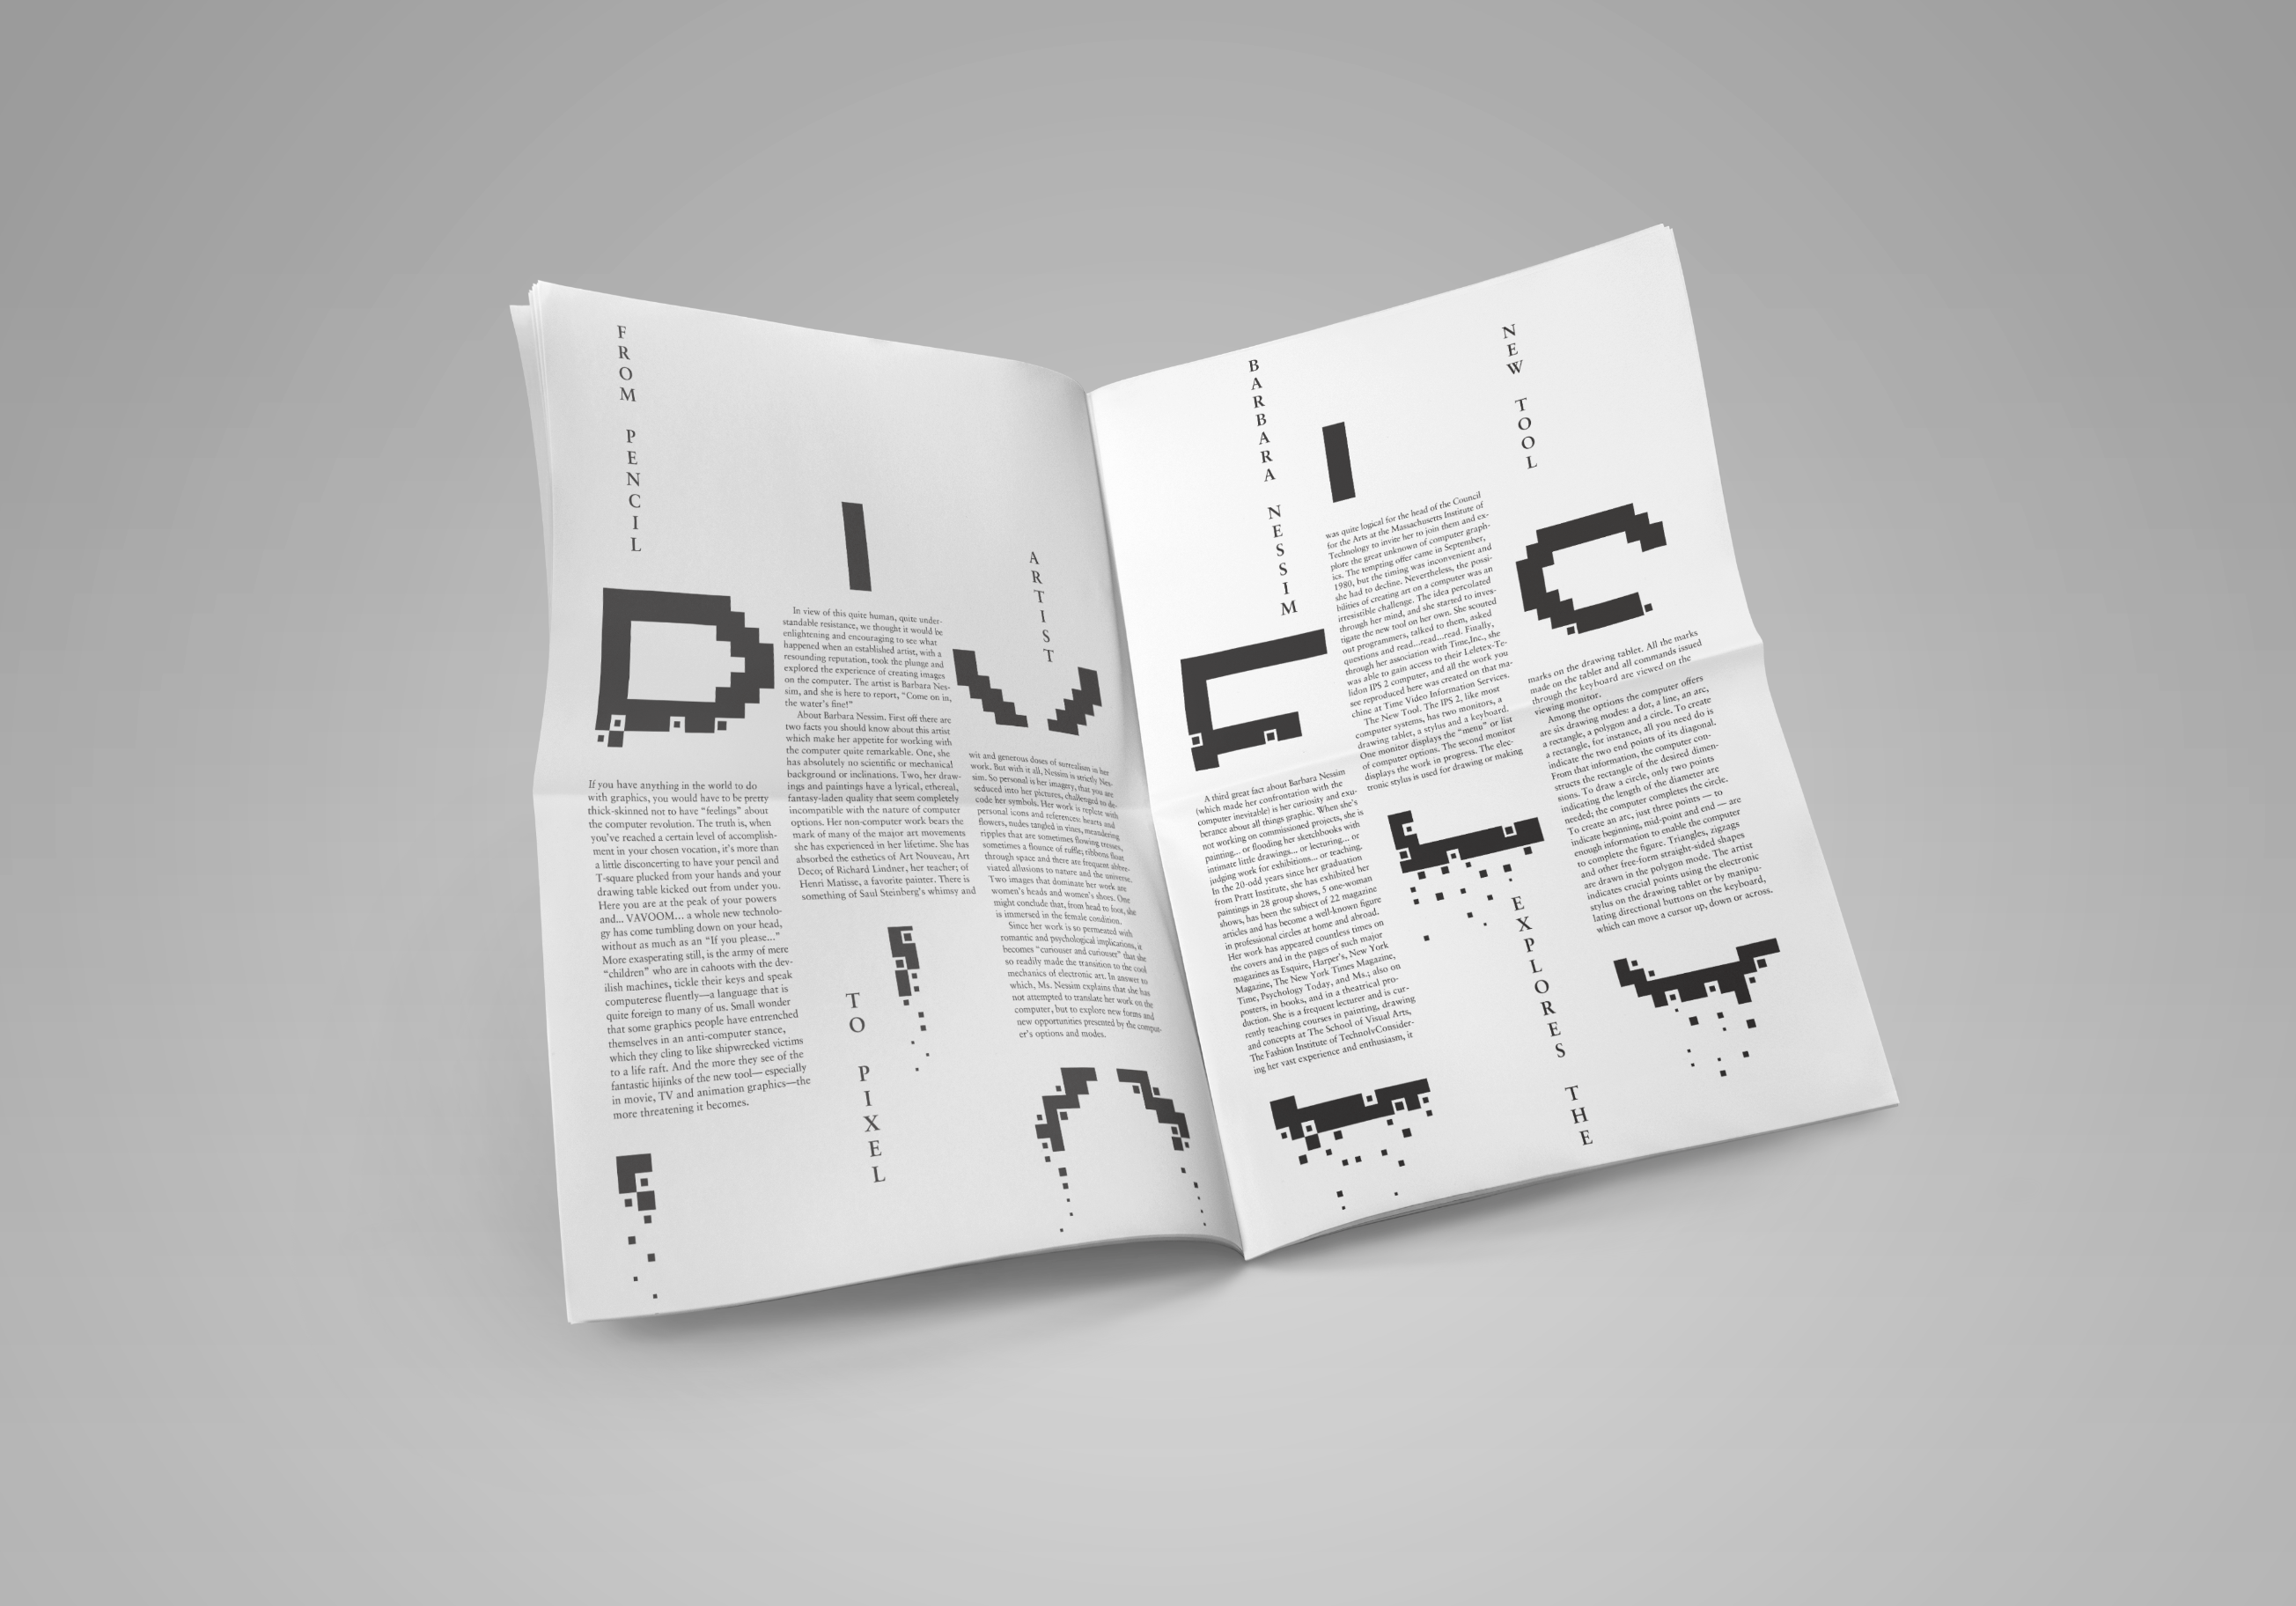 FROM PENCIL
TO PIXEL
ARTIST
BARBARA NESSIM
EXPLORES THE
NEW TOOL
PIXELS
If you have anything in the world to do
with graphics, you would have to be pretty
thick-skinned not to have “feelings” about
the computer revolution. The truth is, when
you've reached a certain level of accomplish-
ment in your chosen vocation, it's more than
a little disconcerting to have your pencil and
T-square plucked from your hands and your
drawing table kicked out from under you.
Here you are at the peak of your powers
and... VAVOOM... a whole new technolo-
gy has come tumbling down on your head,
without as much as an “If you please...”
More exasperating still, is the army of mere
“children” who are in cahoots with the dev-
ilish machines, tickle their keys and speak
computerese fluently—a language that is
quite foreign to many of us. Small wonder
that some graphics people have entrenched
themselves in an anti-computer stance,
which they cling to like shipwrecked victims
to a life raft. And the more they see of the
fantastic hijinks of the new tool— especially
in movie, TV and animation graphics—the
more threatening it becomes.
In view of this quite human, quite under-
standable resistance, we thought it would be
enlightening and encouraging to see what
happened when an established artist, with a
resounding reputation, took the plunge and
explored the experience of creating images
on the computer. The artist is Barbara Nes-
sim, and she is here to report, “Come on in,
the water's fine!”
About Barbara Nessim. First off there are
two facts you should know about this artist
which make her appetite for working with
the computer quite remarkable. One, she
has absolutely no scientific or mechanical
background or inclinations. Two, her draw-
ings and paintings have a lyrical, ethereal,
fantasy-laden quality that seem completely
incompatible with the nature of computer
options. Her non-computer work bears the
mark of many of the major art movements
she has experienced in her lifetime. She has
absorbed the esthetics of Art Nouveau, Art
Deco; of Richard Lindner, her teacher; of
Henri Matisse, a favorite painter. There is
something of Saul Steinberg's whimsy and
wit and generous doses of surrealism in her
work. But with it all, Nessim is strictly Nes-
sim. So personal is her imagery, that you are
seduced into her pictures, challenged to de-
code her symbols. Her work is replete with
personal icons and references: hearts and
flowers, nudes tangled in vines, meandering
ripples that are sometimes flowing tresses,
sometimes a flounce of ruffle; ribbons float
through space and there are frequent abbre-
viated allusions to nature and the universe.
Two images that dominate her work are
women's heads and women's shoes. One
might conclude that, from head to foot, she
is immersed in the female condition.
Since her work is so permeated with
romantic and psychological implications, it
becomes “curiouser and curiouser” that she
so readily made the transition to the cool
mechanics of electronic art. In answer to
which, Ms. Nessim explains that she has
not attempted to translate her work on the
computer, but to explore new forms and
new opportunities presented by the comput-
er's options and modes.
A third great fact about Barbara Nessim
(which made her confrontation with the
computer inevitable) is her curiosity and exu-
berance about all things graphic. When she's
not working on commissioned projects, she is
painting... or flooding her sketchbooks with
intimate little drawings... or lecturing... or
judging work for exhibitions... or teaching.
In the 20-odd years since her graduation
from Pratt Institute, she has exhibited her
paintings in 28 group shows, 5 one-woman
shows, has been the subject of 22 magazine
articles and has become a well-known figure
in professional circles at home and abroad.
Her work has appeared countless times on
the covers and in the pages of such major
magazines as Esquire, Harper's, New York
Magazine, The New York Times Magazine,
Time, Psychology Today, and Ms.; also on
posters, in books, and in a theatrical pro-
duction. She is a frequent lecturer and is cur-
rently teaching courses in painting, drawing
and concepts at The School of Visual Arts,
The Fashion Institute of TechnolvConsider-
ing her vast experience and enthusiasm, it
was quite logical for the head of the Council
for the Arts at the Massachusetts Institute of
Technology to invite her to join them and ex-
plore the great unknown of computer graph-
ics. The tempting offer came in September,
1980, but the timing was inconvenient and
she had to decline. Nevertheless, the possi-
bilities of creating art on a computer was an
irresistible challenge. The idea percolated
through her mind, and she started to inves-
tigate the new tool on her own. She scouted
out programmers, talked to them, asked
questions and read...read...read. Finally,
through her association with Time,Inc., she
was able to gain access to their Leletex-Te-
lidon IPS 2 computer, and all the work you
see reproduced here was created on that ma-
chine at Time Video Information Services.
The New Tool. The IPS 2, like most
computer systems, has two monitors, a
drawing tablet, a stylus and a keyboard.
One monitor displays the “menu” or list
of computer options. The second monitor
displays the work in progress. The elec-
tronic stylus is used for drawing or making
marks on the drawing tablet. All the marks
made on the tablet and all commands issued
through the keyboard are viewed on the
viewing monitor.
Among the options the computer offers
are six drawing modes: a dot, a line, an arc,
a rectangle, a polygon and a circle. To create
a rectangle, for instance, all you need do is
indicate the two end points of its diagonal.
From that information, the computer con-
structs the rectangle of the desired dimen-
sions. To draw a circle, only two points
indicating the length of the diameter are
needed; the computer completes the circle.
To create an arc, just three points — to
indicate beginning, mid-point and end — are
enough information to enable the computer
to complete the figure. Triangles, zigzags
and other free-form straight-sided shapes
are drawn in the polygon mode. The artist
indicates crucial points using the electronic
stylus on the drawing tablet or by manipu-
lating directional buttons on the keyboard,
which can move a cursor up, down or across.